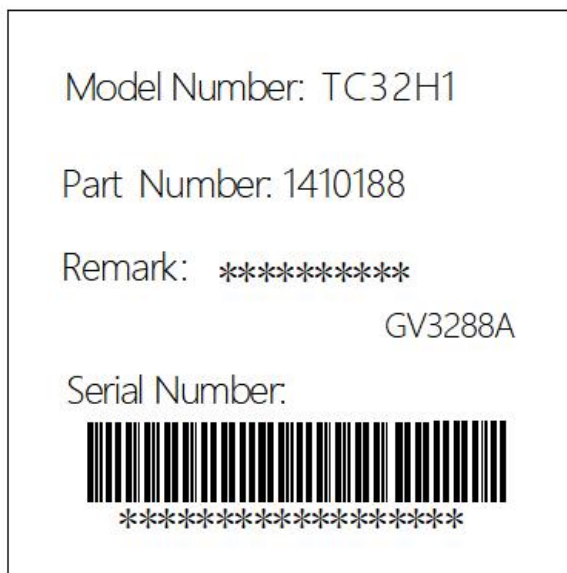 Model Number: TC32H1
Part Number: 1410188
Remark: **********
GV3288A
Serial Number:
******************